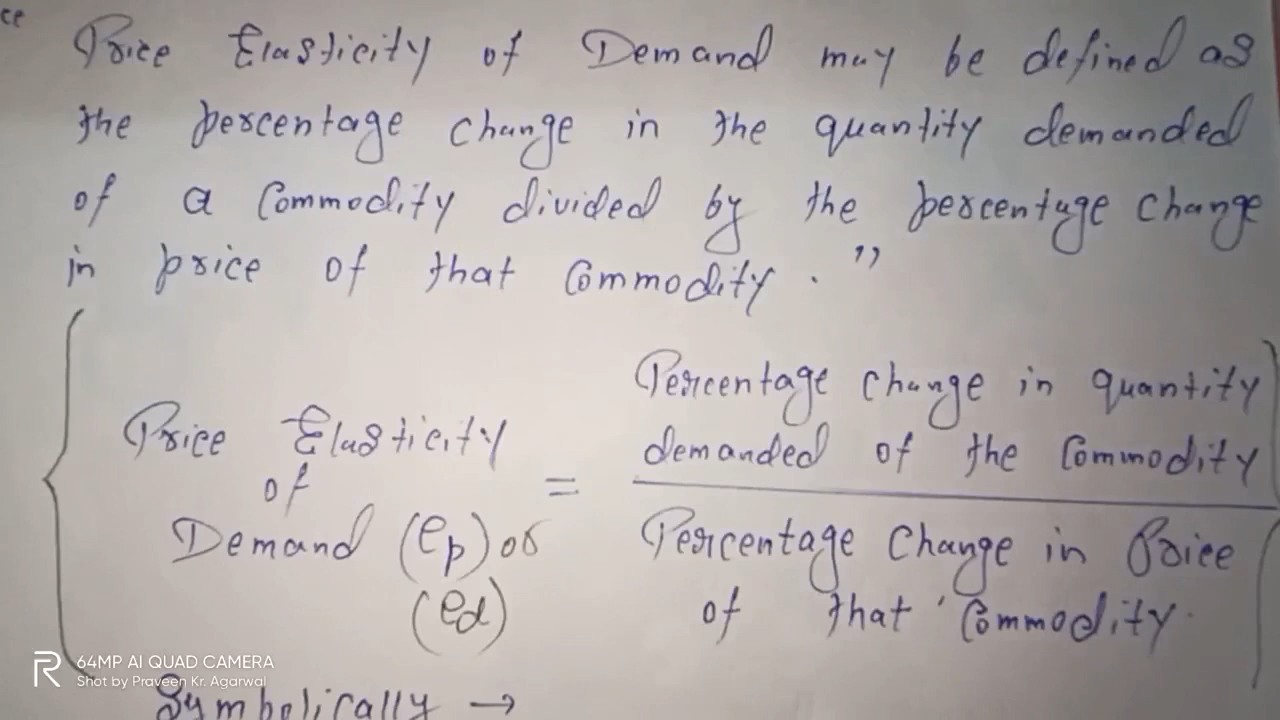 Price Elasticity of Demand may be defined as
the percentage change in the quantity demanded
of a Commodity divided by the percentage change
in price of that Commodity . ”
Price Elasticity
of
Demand (ep) or
(ed)
=
Percentage change in quantity
demanded of the Commodity
Percentage Change in Price
of that Commodity.
Symbolically →
64MP AI QUAD CAMERA
Shot by Praveen Kr. Agarwal